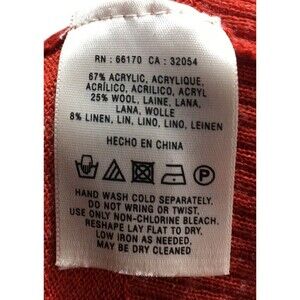 RN : 66170 CA : 32054
67% ACRYLIC, ACRYLIQUE,
ACRÍLICO, ACRILICO, ACRYL
25% WOOL, LAINE, LANA,
LANA, WOLLE
8% LINEN, LIN, LINO, LINO, LEINEN
HECHO EN CHINA
P
HAND WASH COLD SEPARATELY.
DO NOT WRING OR TWIST.
USE ONLY NON-CHLORINE BLEACH.
RESHAPE LAY FLAT TO DRY.
LOW IRON AS NEEDED,
MAY BE DRY CLEANED